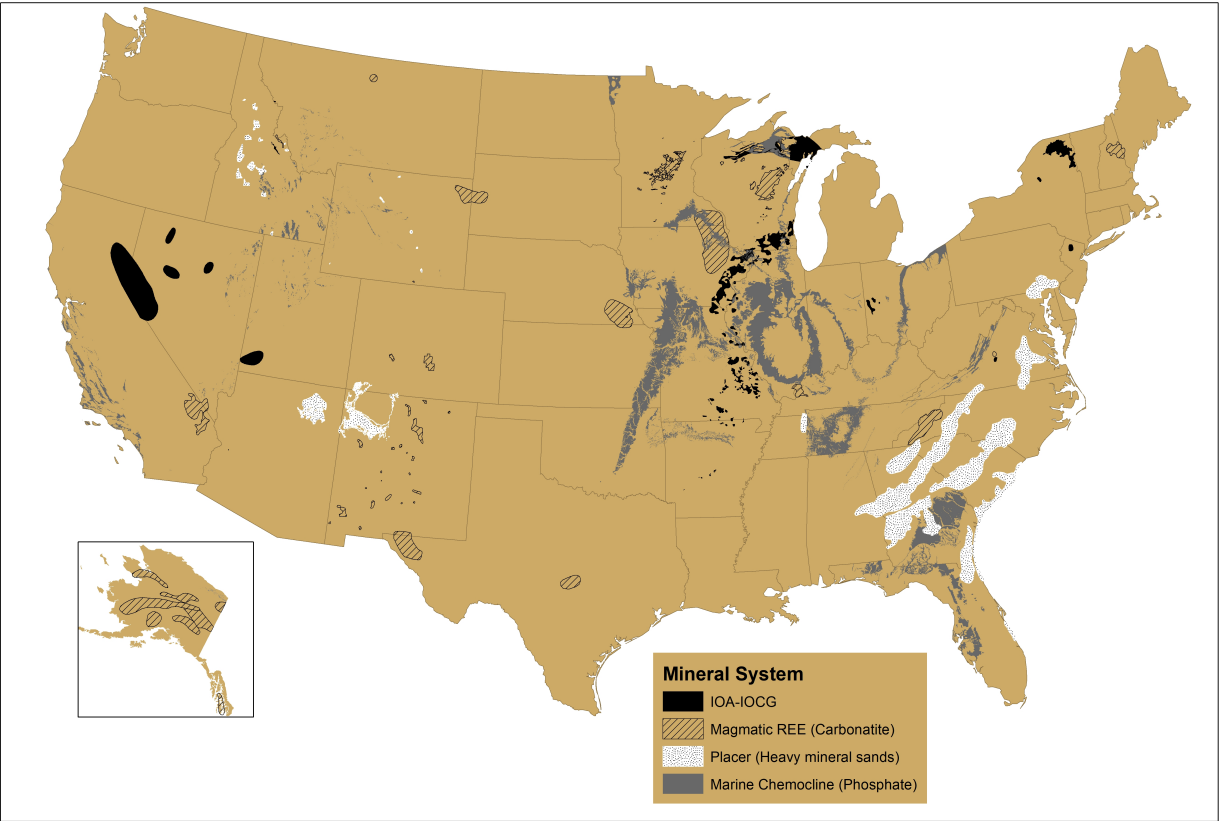 Mineral System
IOA-IOCG
Magmatic REE (Carbonatite)
Placer (Heavy mineral sands)
Marine Chemocline (Phosphate)